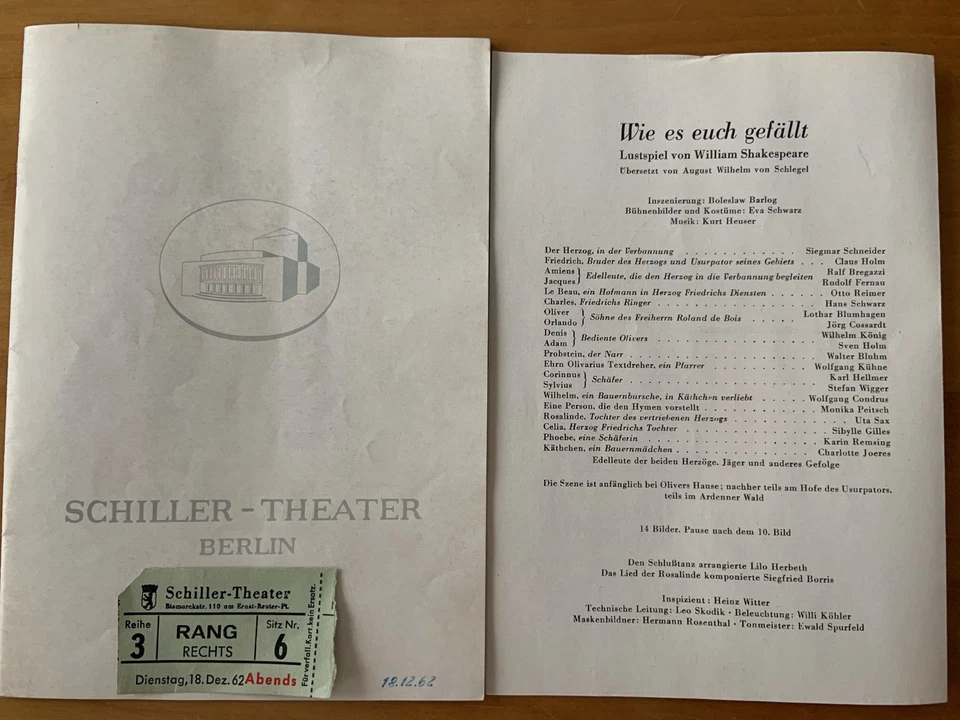 SCHILLER - THEATER
BERLIN
Schiller-Theater
Bismarckstr. 110 am Ernst-Reuter-Pl.
Reihe
3
RANG
RECHTS
Sitz Nr.
6
Dienstag, 18. Dez. 62 Abends
Für verfall. Kart. kein Ersatz.
18.12.62
Wie es euch gefällt
Lustspiel von William Shakespeare
Übersetzt von August Wilhelm von Schlegel
Inszenierung: Boleslaw Barlog
Bühnenbilder und Kostüme: Eva Schwarz
Musik: Kurt Heuser
Der Herzog, in der Verbannung . . . . . . . . . . . . Siegmar Schneider
Friedrich, Bruder des Herzogs und Usurpator seines Gebiets . . . Claus Holm
Amiens } Edelleute, die den Herzog in die Verbannung begleiten Ralf Bregazzi
Jacques } Rudolf Fernau
Le Beau, ein Hofmann in Herzog Friedrichs Diensten . . . . . . Otto Reimer
Charles, Friedrichs Ringer . . . . . . . . . . . . . . . Hans Schwarz
Oliver } Söhne des Freiherrn Roland de Bois . . . . . Lothar Blumhagen
Orlando } Jörg Cossardt
Denis } Bediente Olivers . . . . . . . . . . . . . . Wilhelm König
Adam } Sven Holm
Probstein, der Narr . . . . . . . . . . . . . . . . . Walter Bluhm
Ehrn Olivarius Textdreher, ein Pfarrer . . . . . . . . . Wolfgang Kühne
Corinnus } Schäfer . . . . . . . . . . . . . . . . . Karl Hellmer
Sylvius } Stefan Wigger
Wilhelm, ein Bauernbursche, in Käthchen verliebt . . . . . Wolfgang Condrus
Eine Person, die den Hymen vorstellt . . . . . . . . . . Monika Peitsch
Rosalinde, Tochter des vertriebenen Herzogs . . . . . . . . . . Uta Sax
Celia, Herzog Friedrichs Tochter . . . . . . . . . . . . . Sibylle Gilles
Phoebe, eine Schäferin . . . . . . . . . . . . . . . Karin Remsing
Käthchen, ein Bauernmädchen . . . . . . . . . . . . Charlotte Joeres
Edelleute der beiden Herzöge. Jäger und anderes Gefolge
Die Szene ist anfänglich bei Olivers Hause; nachher teils am Hofe des Usurpators,
teils im Ardenner Wald
14 Bilder. Pause nach dem 10. Bild
Den Schlußtanz arrangierte Lilo Herbeth
Das Lied der Rosalinde komponierte Siegfried Borris
Inspizient: Heinz Witter
Technische Leitung: Leo Skodik · Beleuchtung: Willi Köhler
Maskenbildner: Hermann Rosenthal · Tonmeister: Ewald Spurfeld